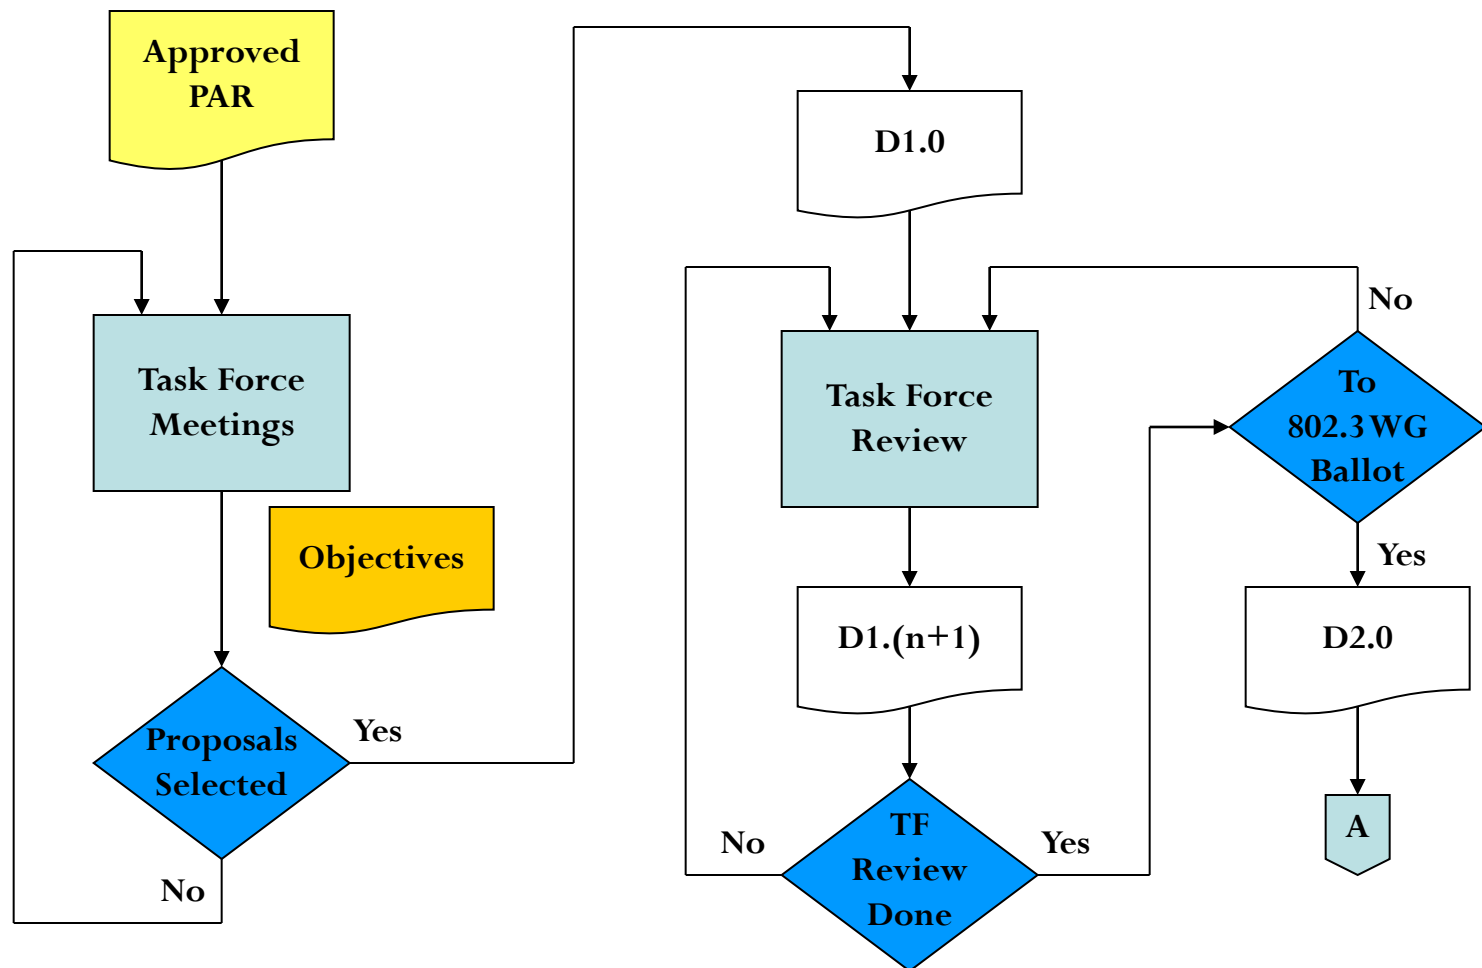 Approved
PAR
Task Force
Meetings
Objectives
Proposals
Selected
Yes
No
D1.0
Task Force
Review
D1.(n+1)
TF
Review
Done
No
Yes
To
802.3 WG
Ballot
No
Yes
D2.0
A